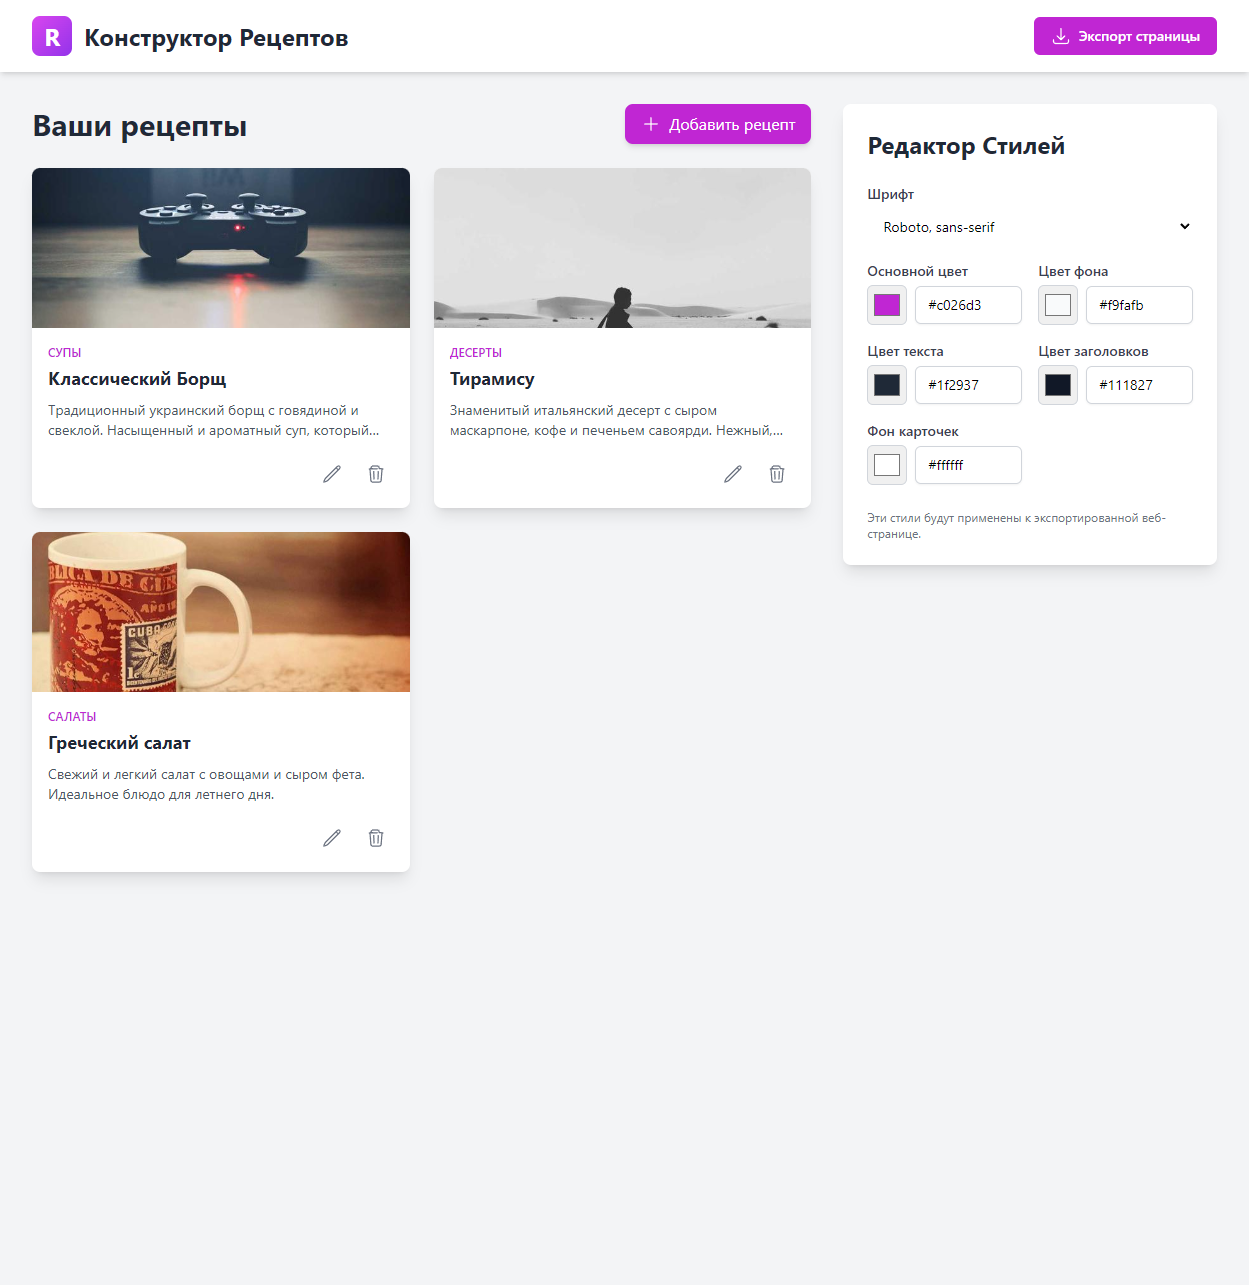 R
Конструктор Рецептов
Экспорт страницы
Ваши рецепты
Добавить рецепт
СУПЫ
Классический Борщ
Традиционный украинский борщ с говядиной и
свеклой. Насыщенный и ароматный суп, который...
ДЕСЕРТЫ
Тирамису
Знаменитый итальянский десерт с сыром
маскарпоне, кофе и печеньем савоярди. Нежный,...
CUBA
САЛАТЫ
Греческий салат
Свежий и легкий салат с овощами и сыром фета.
Идеальное блюдо для летнего дня.
Редактор Стилей
Шрифт
Roboto, sans-serif
Основной цвет
#c026d3
Цвет фона
#f9fafb
Цвет текста
#1f2937
Цвет заголовков
#111827
Фон карточек
#ffffff
Эти стили будут применены к экспортированной веб-
странице.